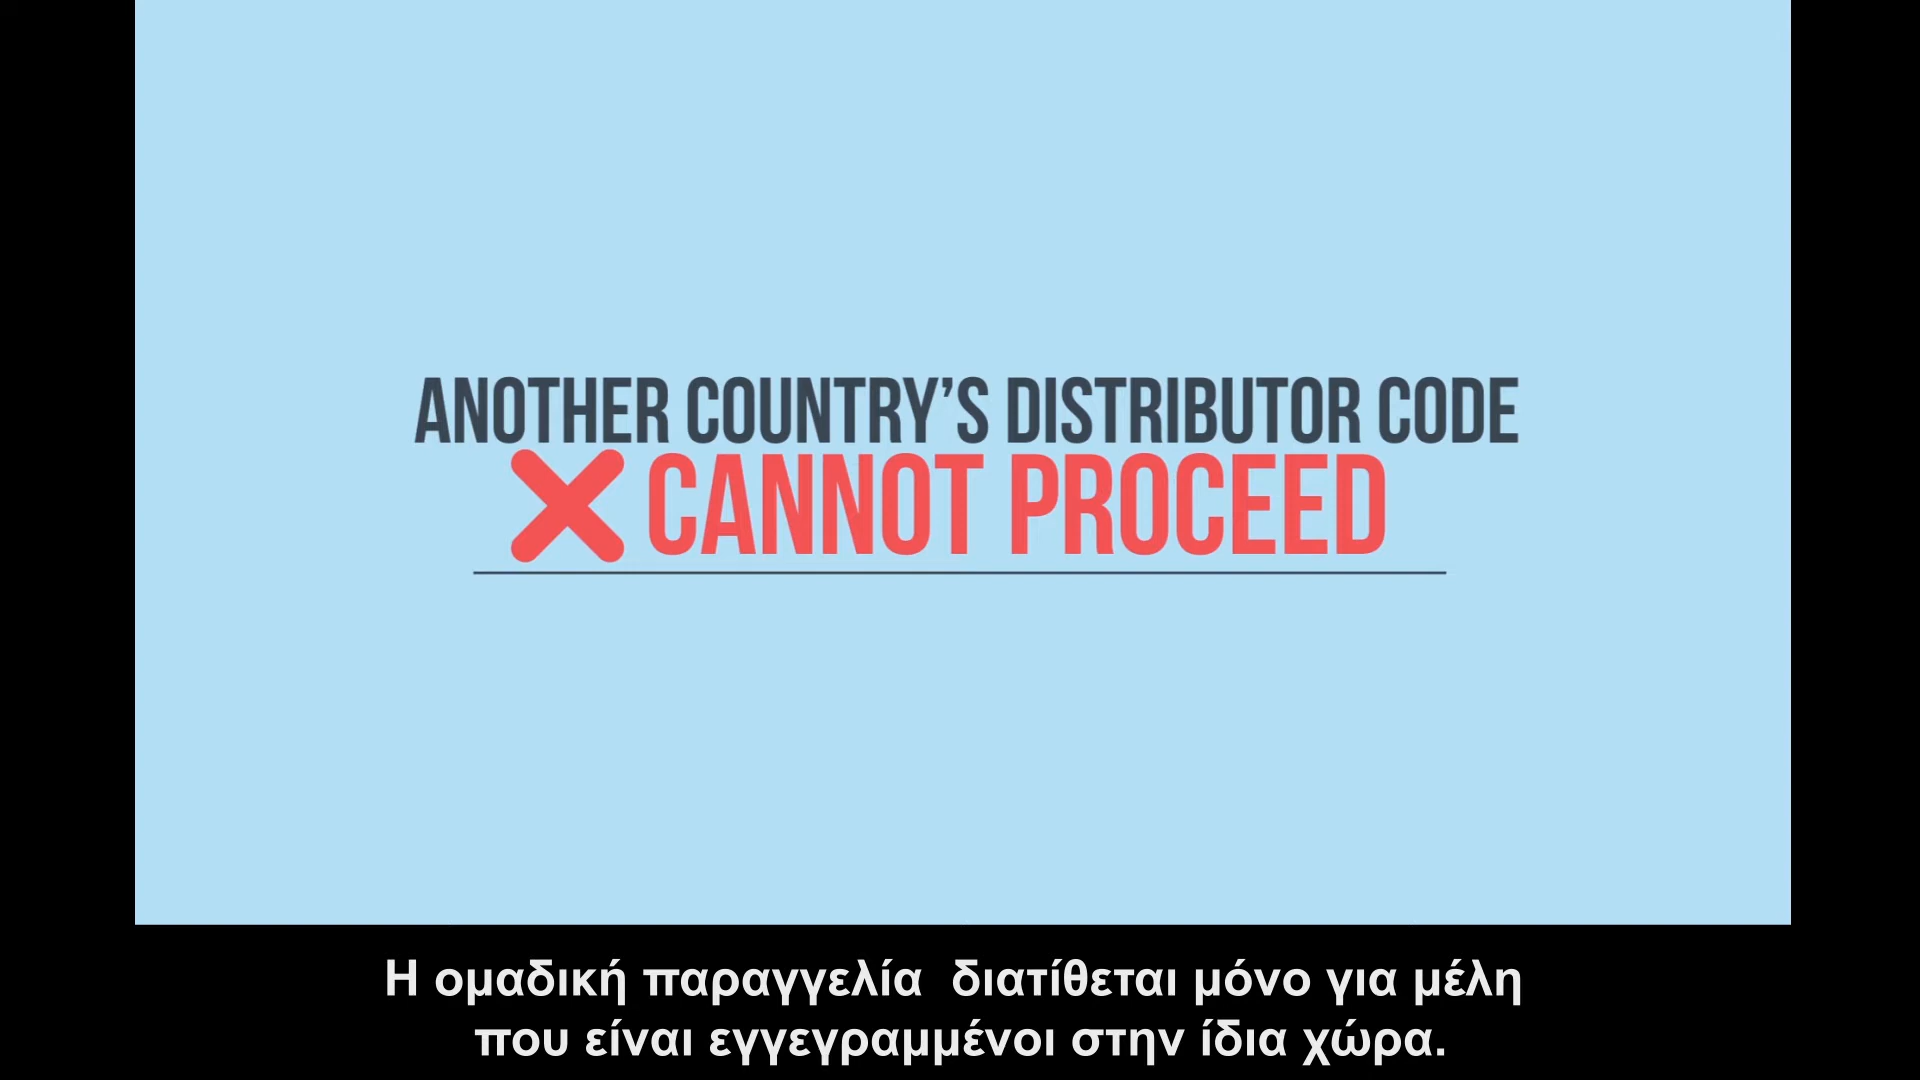 ANOTHER COUNTRY’S DISTRIBUTOR CODE
CANNOT PROCEED
Η ομαδική παραγγελία  διατίθεται μόνο για μέλη
που είναι εγγεγραμμένοι στην ίδια χώρα.